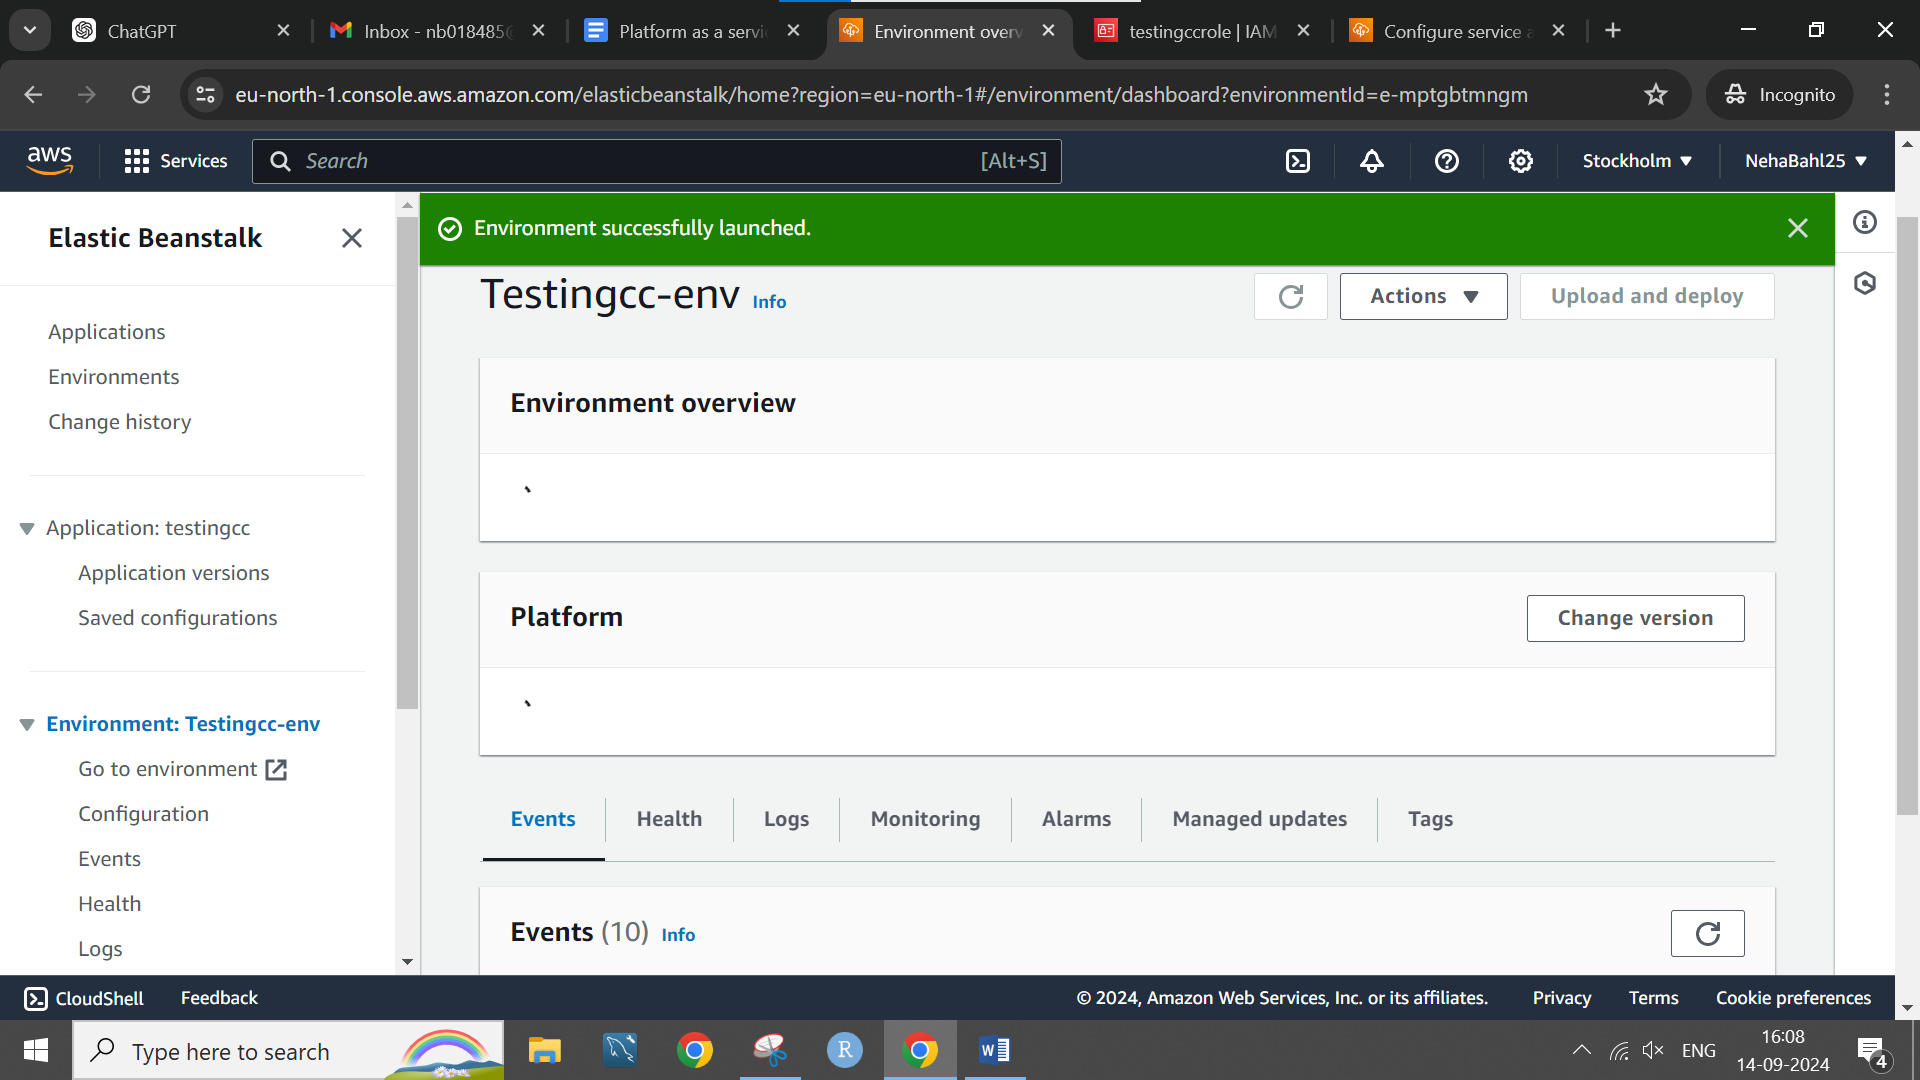 ChatGPT
Inbox - nb018485@
Platform as a servi
Environment overv
testingccrole | IAM
Configure service a
eu-north-1.console.aws.amazon.com/elasticbeanstalk/home?region=eu-north-1#/environment/dashboard?environmentId=e-mptgbtmngm
Incognito
aws
Services
Search
[Alt+S]
Stockholm
NehaBahl25
Elastic Beanstalk
Applications
Environments
Change history
Application: testingcc
Application versions
Saved configurations
Environment: Testingcc-env
Go to environment
Configuration
Events
Health
Logs
Environment successfully launched.
Testingcc-env Info
Actions
Upload and deploy
Environment overview
Platform
Change version
Events
Health
Logs
Monitoring
Alarms
Managed updates
Tags
Events (10) Info
CloudShell
Feedback
© 2024, Amazon Web Services, Inc. or its affiliates.
Privacy
Terms
Cookie preferences
Type here to search
R
W
ENG
16:08
14-09-2024
4